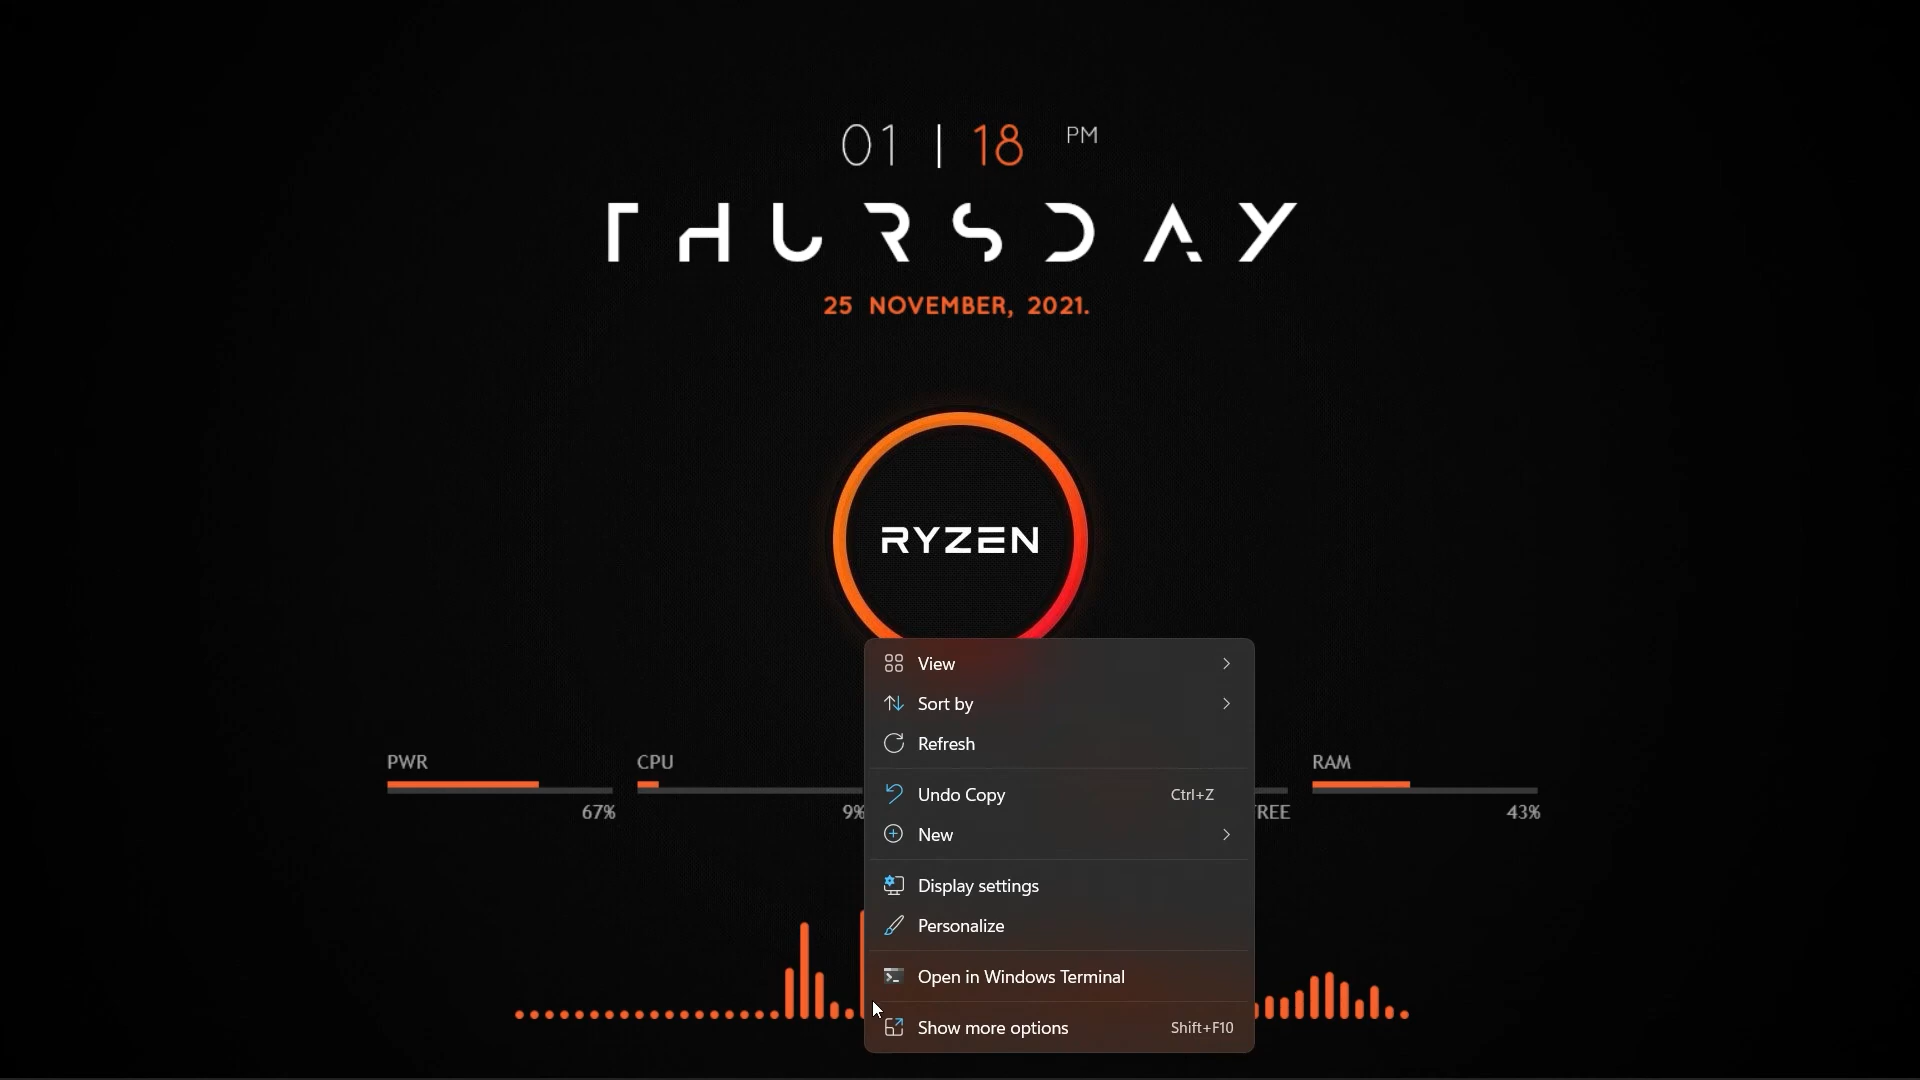 01 | 18 PM
THURSDAY
25 NOVEMBER, 2021.
RYZEN
View
Sort by
Refresh
PWR
CPU
RAM
67%
9%
43%
Undo Copy Ctrl+Z
New
Display settings
Personalize
Open in Windows Terminal
Show more options Shift+F10